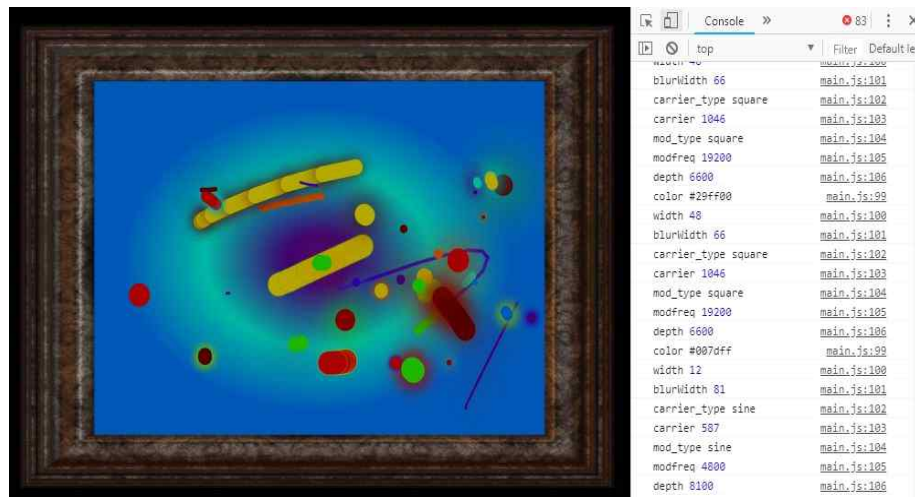 Console » 83
top ▼ Filter Default le
blurWidth 66 main.js:101
carrier_type square main.js:102
carrier 1046 main.js:103
mod_type square main.js:104
modfreq 19200 main.js:105
depth 6600 main.js:106
color #29ff00 main.js:99
width 48 main.js:100
blurWidth 66 main.js:101
carrier_type square main.js:102
carrier 1046 main.js:103
mod_type square main.js:104
modfreq 19200 main.js:105
depth 6600 main.js:106
color #007dff main.js:99
width 12 main.js:100
blurWidth 81 main.js:101
carrier_type sine main.js:102
carrier 587 main.js:103
mod_type sine main.js:104
modfreq 4800 main.js:105
depth 8100 main.js:106